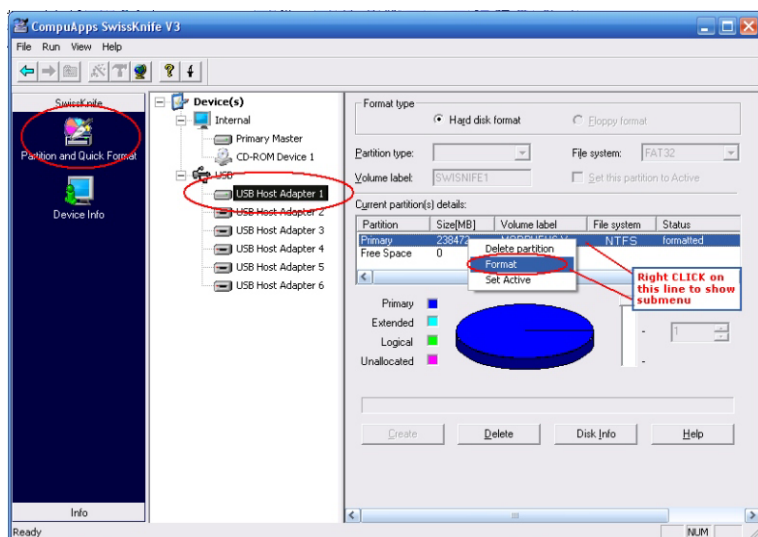 CompuApps SwissKnife V3
File Run View Help
SwissKnife
Partition and Quick Format
Device Info
Info
Device(s)
Internal
Primary Master
CD-ROM Device 1
USB
USB Host Adapter 1
USB Host Adapter 2
USB Host Adapter 3
USB Host Adapter 4
USB Host Adapter 5
USB Host Adapter 6
Format type
Hard disk format
Floppy format
Partition type:
File system: FAT32
Volume label: SWISNIFE1
Set this partition to Active
Current partition(s) details:
Partition Size[MB] Volume label File system Status
Primary 238472 NTFS formatted
Free Space 0
Delete partition
Format
Set Active
Right CLICK on
this line to show
submenu
Primary
Extended
Logical
Unallocated
1
Create Delete Disk Info Help
Ready
NUM